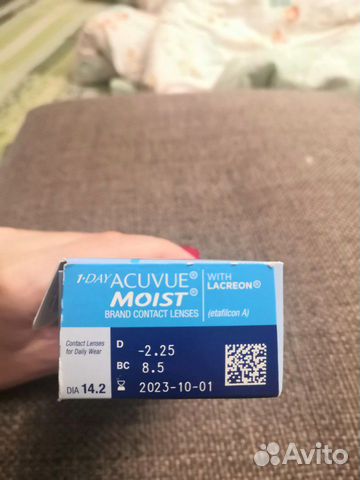 1·DAY ACUVUE®
MOIST®
BRAND CONTACT LENSES
WITH
LACREON®
(etafilcon A)
Contact Lenses
for Daily Wear
DIA 14.2
D -2.25
BC 8.5
2023-10-01
Avito